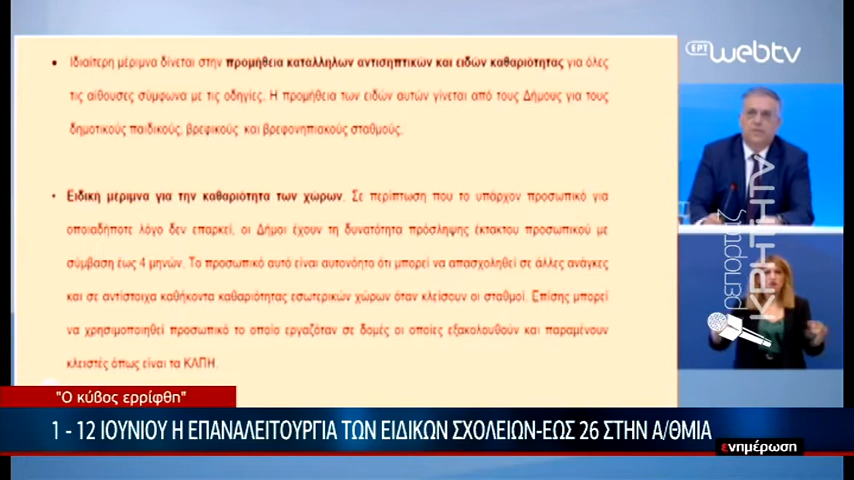 • Ιδιαίτερη μέριμνα δίνεται στην προμήθεια κατάλληλων αντισηπτικών και ειδών καθαριότητας για όλες
τις αίθουσες σύμφωνα με τις οδηγίες. Η προμήθεια των ειδών αυτών γίνεται από τους Δήμους για τους
δημοτικούς παιδικούς, βρεφικούς και βρεφονηπιακούς σταθμούς.
• Ειδική μέριμνα για την καθαριότητα των χώρων. Σε περίπτωση που το υπάρχον προσωπικό για
οποιαδήποτε λόγο δεν επαρκεί, οι Δήμοι έχουν τη δυνατότητα πρόσληψης έκτακτου προσωπικού με
σύμβαση έως 4 μηνών. Το προσωπικό αυτό είναι αυτονόητο ότι μπορεί να απασχοληθεί σε άλλες ανάγκες
και σε αντίστοιχα καθήκοντα καθαριότητας εσωτερικών χώρων όταν κλείσουν οι σταθμοί. Επίσης μπορεί
να χρησιμοποιηθεί προσωπικό το οποίο εργαζόταν σε δομές οι οποίες εξακολουθούν και παραμένουν
κλειστές όπως είναι τα ΚΑΠΗ.
ΕΡΤ webtv
ρεπόρτερ
ΚΡΗΤΗ
"Ο κύβος ερρίφθη"
1 - 12 ΙΟΥΝΙΟΥ Η ΕΠΑΝΑΛΕΙΤΟΥΡΓΙΑ ΤΩΝ ΕΙΔΙΚΩΝ ΣΧΟΛΕΙΩΝ-ΕΩΣ 26 ΣΤΗΝ Α/ΘΜΙΑ
ενημέρωση